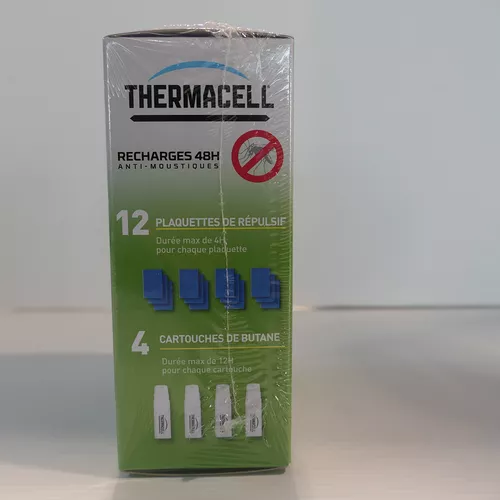 THERMACELL
RECHARGES 48H
ANTI-MOUSTIQUES
12 PLAQUETTES DE RÉPULSIF
Durée max de 4H
pour chaque plaquette
4 CARTOUCHES DE BUTANE
Durée max de 12H
pour chaque cartouche